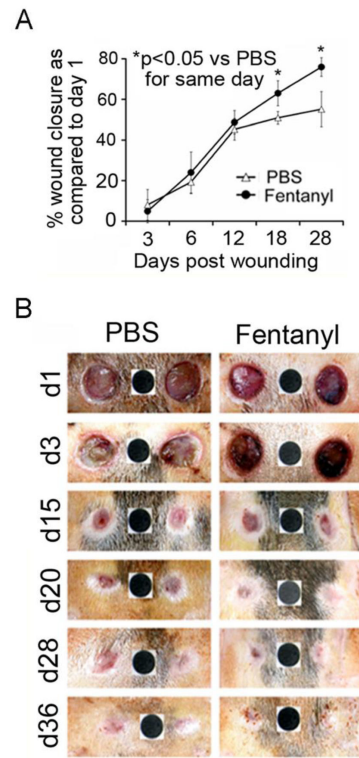 A
*p<0.05 vs PBS
for same day
% wound closure as
compared to day 1
80
60
40
20
0
*
*
PBS
Fentanyl
3 6 12 18 28
Days post wounding
B
PBS Fentanyl
d1
d3
d15
d20
d28
d36